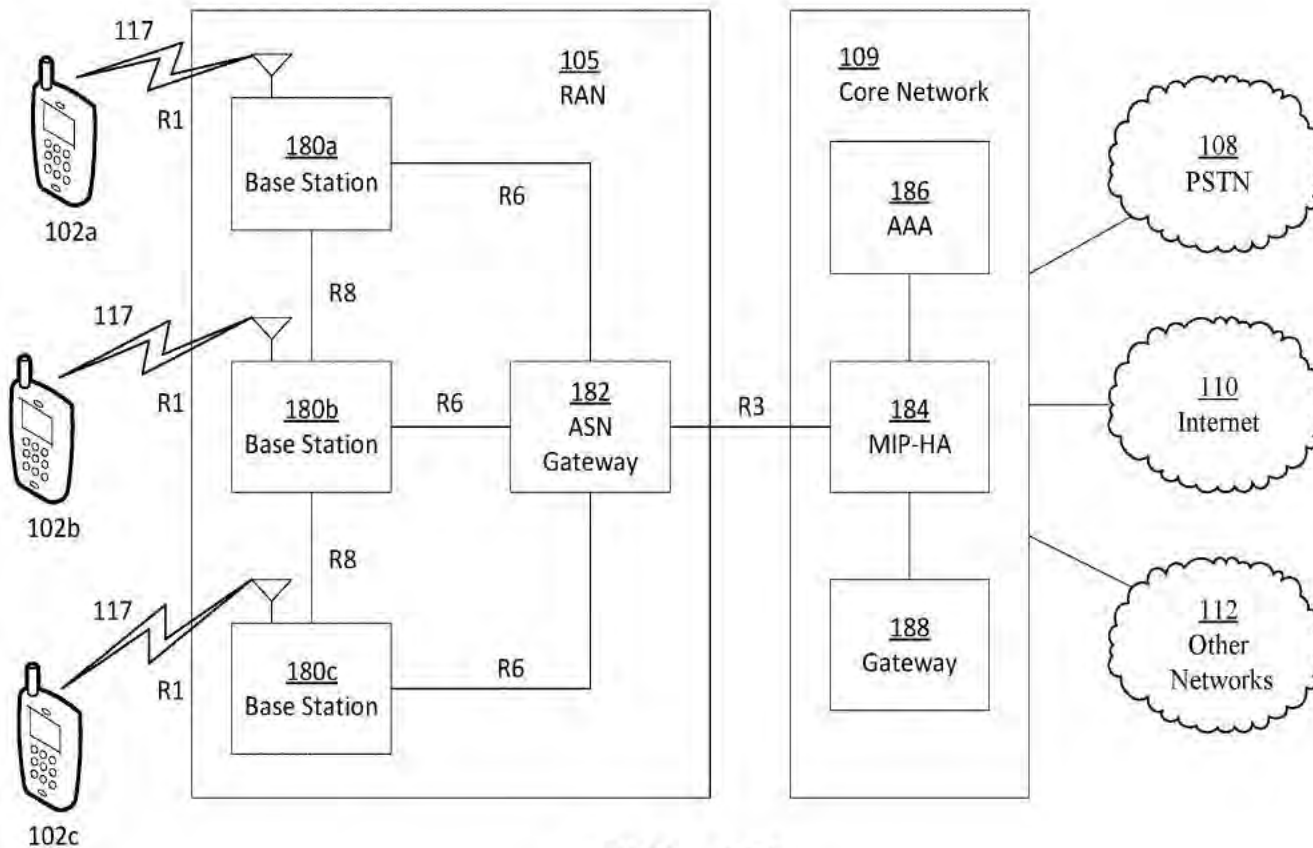 117
R1
102a
117
R1
102b
117
R1
102c
105
RAN
180a
Base Station
R6
R8
180b
Base Station
R6
182
ASN
Gateway
R8
180c
Base Station
R6
R3
109
Core Network
186
AAA
184
MIP-HA
188
Gateway
108
PSTN
110
Internet
112
Other
Networks